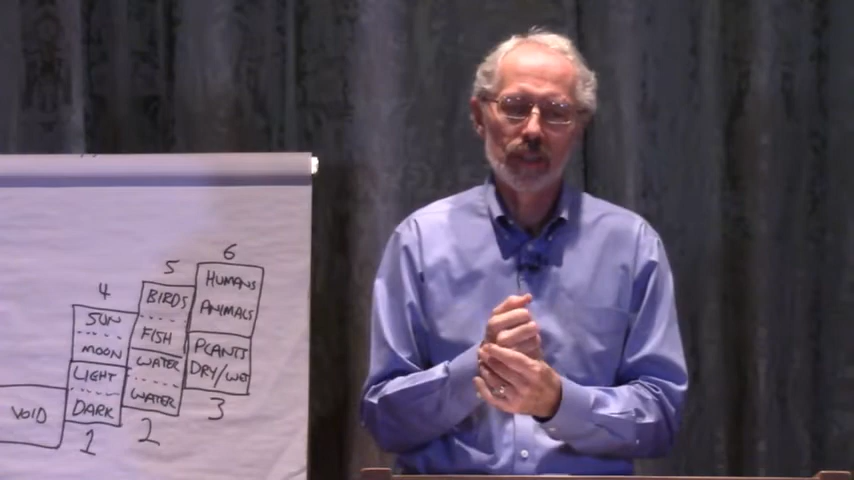 4
5
6
SUN
MOON
LIGHT
DARK
BIRDS
FISH
WATER
WATER
HUMANS
ANIMALS
PLANTS
DRY/WET
VOID
1
2
3